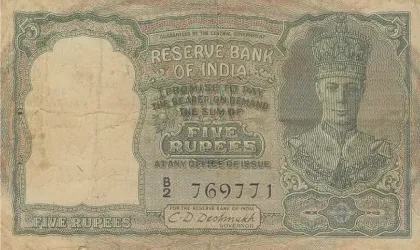 5
5
GUARANTEED BY THE CENTRAL GOVERNMENT
RESERVE BANK
OF INDIA
I PROMISE TO PAY
THE BEARER ON DEMAND
THE SUM OF
FIVE
RUPEES
AT ANY OFFICE OF ISSUE
B/2 769771
FOR THE RESERVE BANK OF INDIA
C.D. Deshmukh
GOVERNOR
FIVE RUPEES